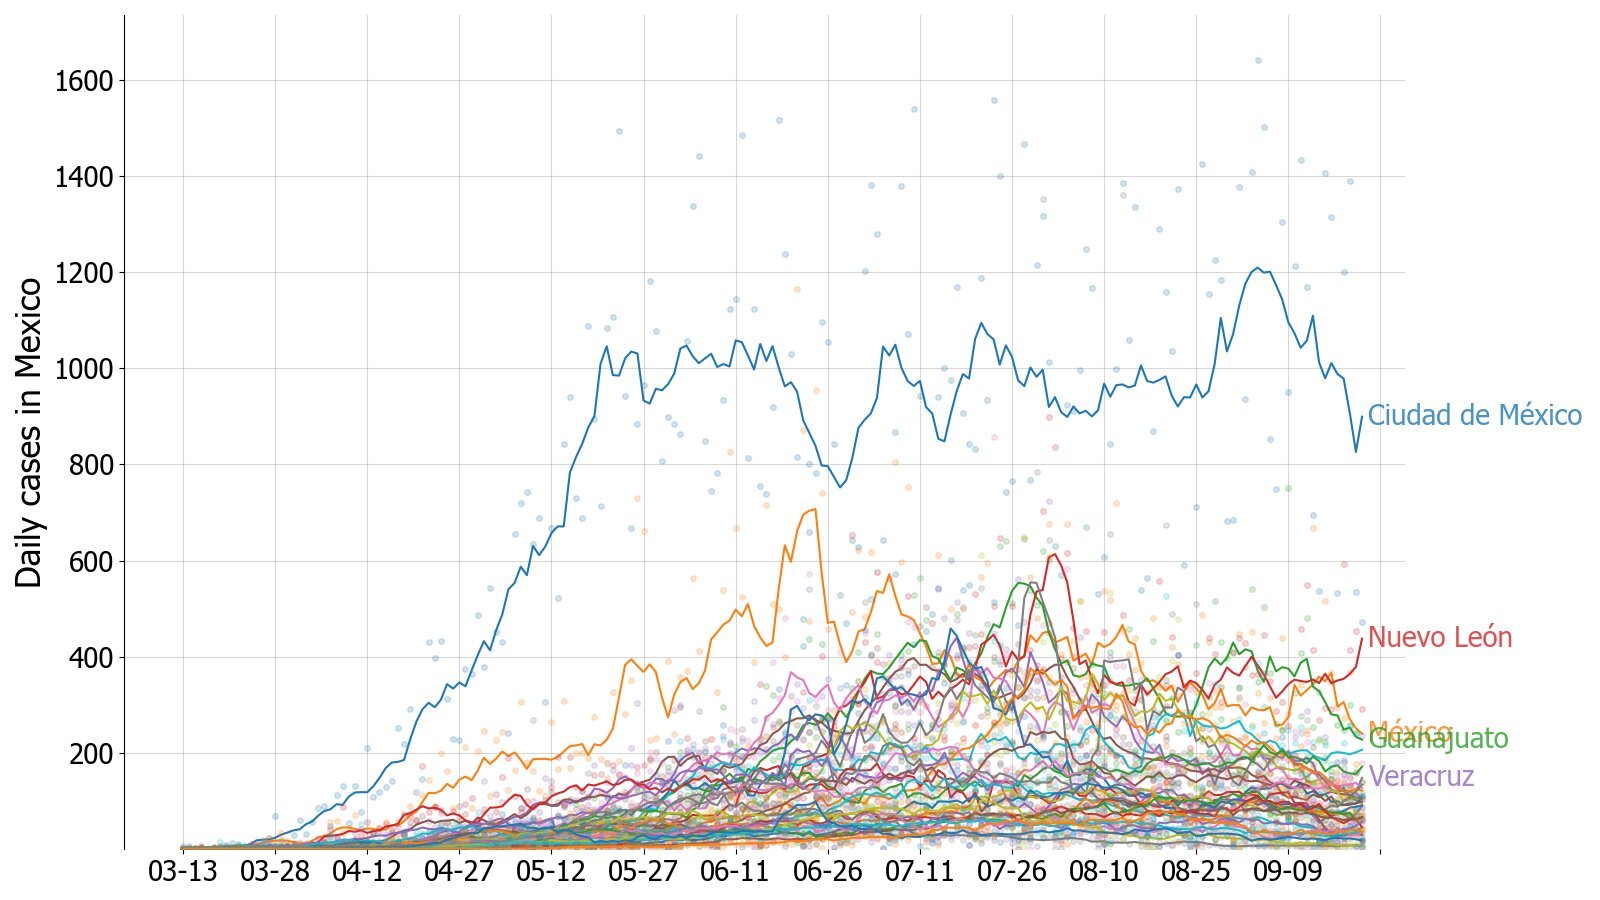 Daily cases in Mexico
1600
1400
1200
1000
800
600
400
200
Ciudad de México
Nuevo León
México
Guanajuato
Veracruz
03-13 03-28 04-12 04-27 05-12 05-27 06-11 06-26 07-11 07-26 08-10 08-25 09-09